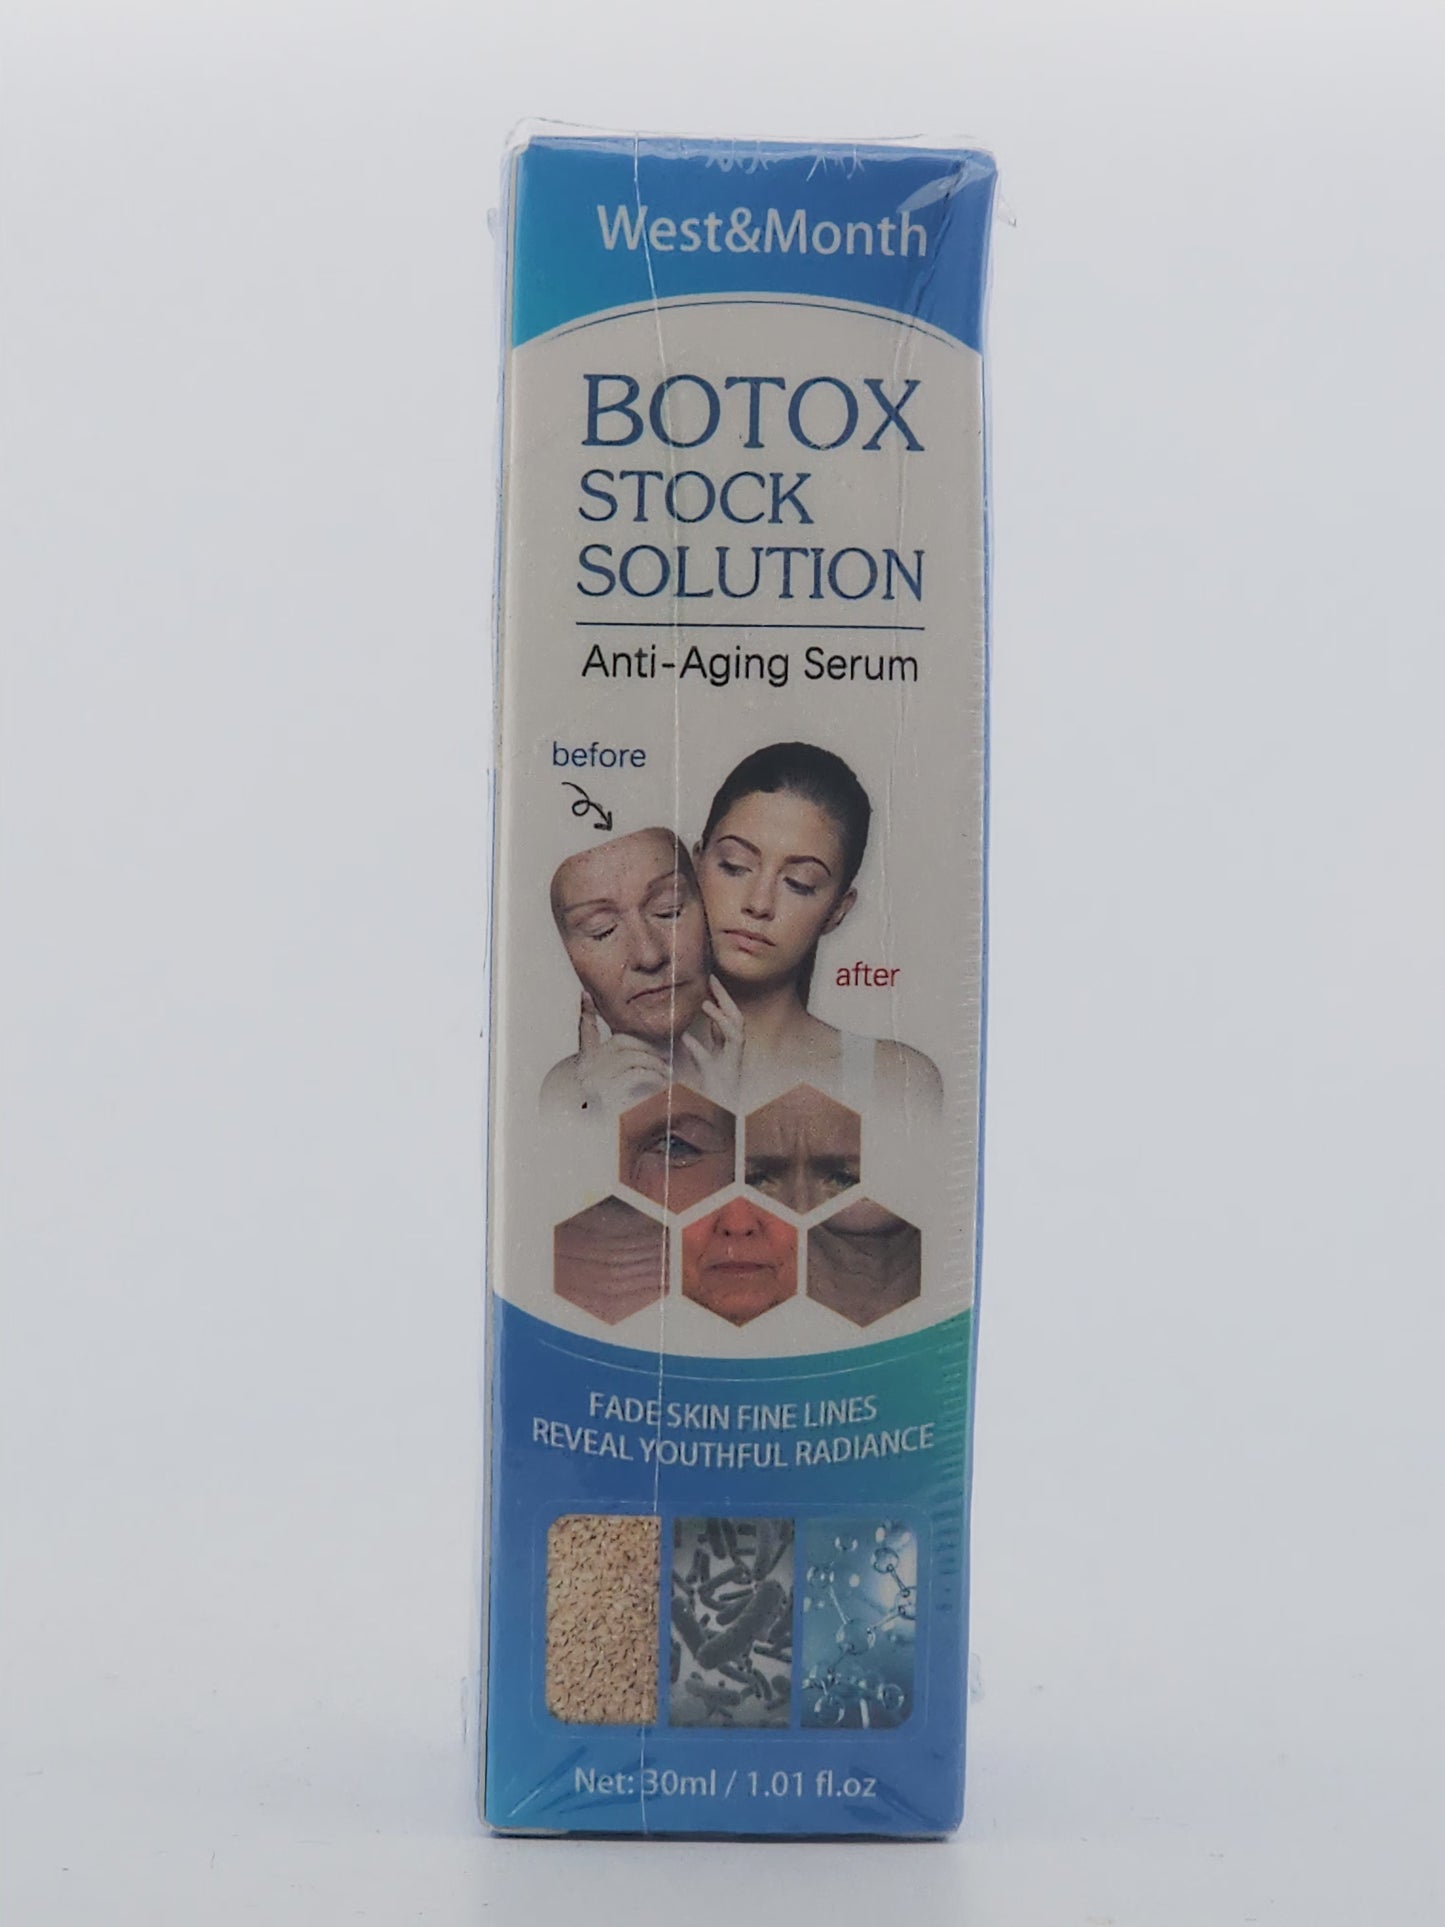 West&Month
BOTOX
STOCK
SOLUTION
Anti-Aging Serum
before
after
FADE SKIN FINE LINES
REVEAL YOUTHFUL RADIANCE
Net: 30ml / 1.01 fl.oz